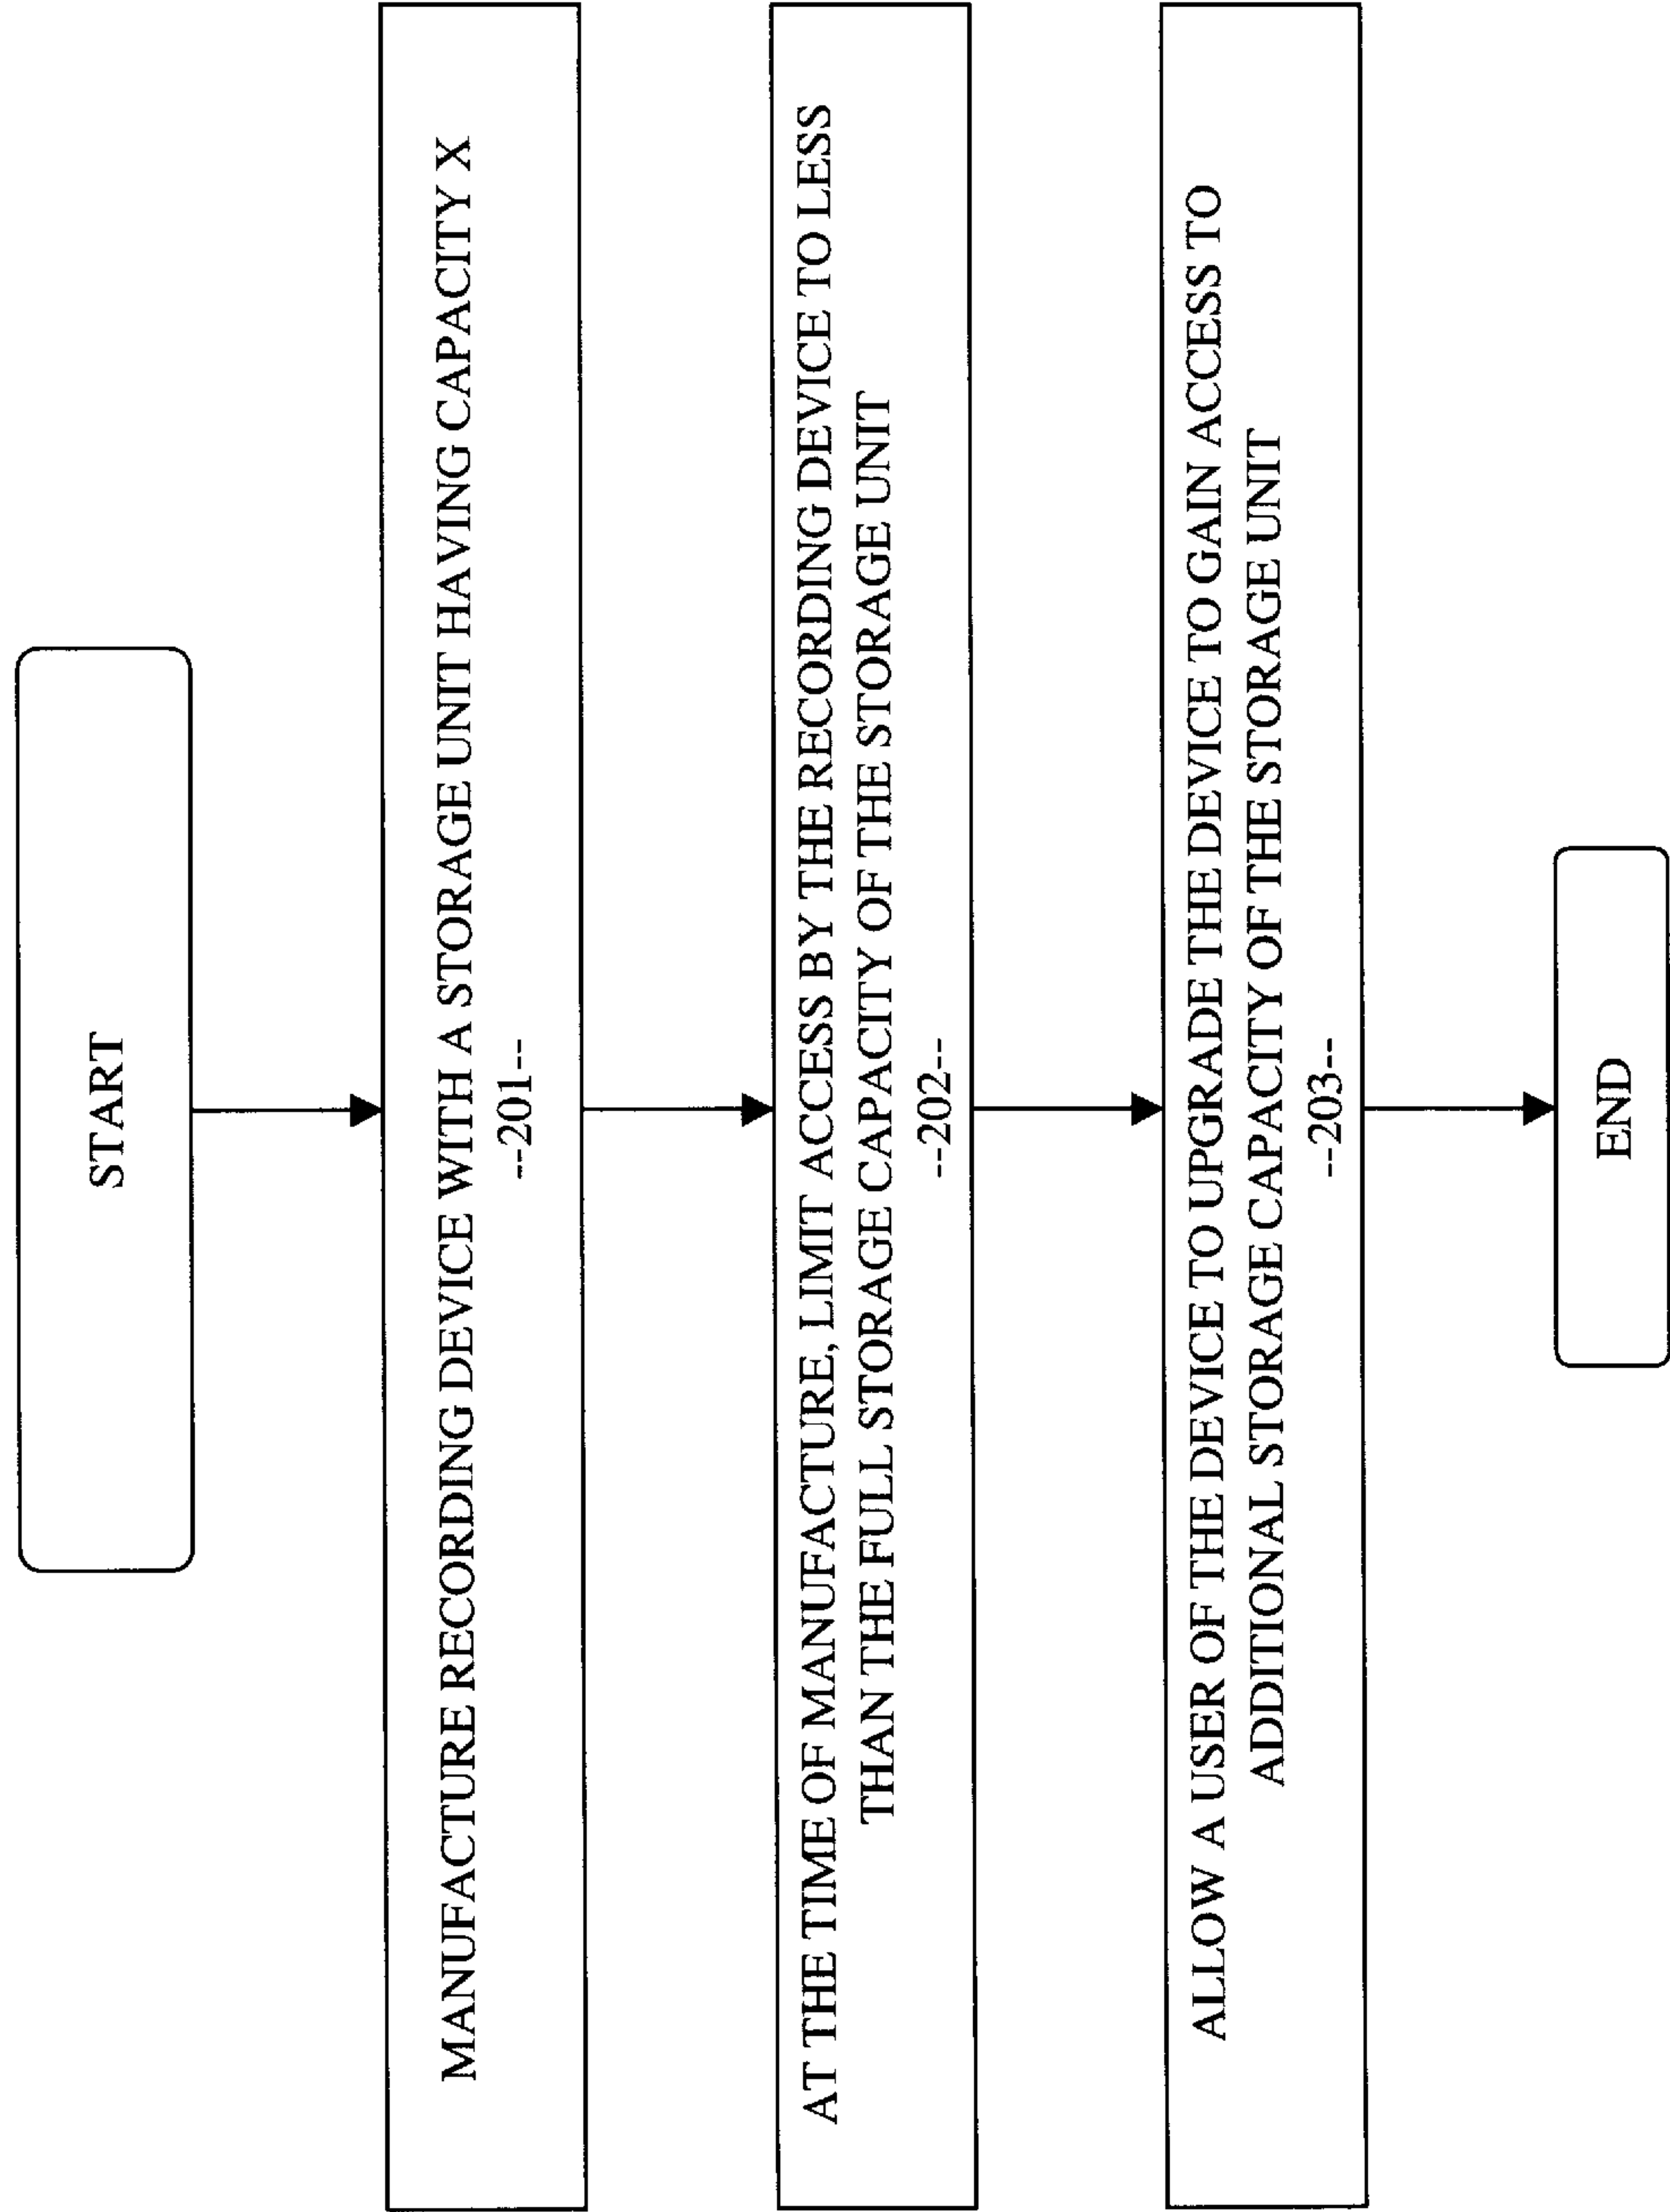 START
MANUFACTURE RECORDING DEVICE WITH A STORAGE UNIT HAVING CAPACITY X
--201--
AT THE TIME OF MANUFACTURE, LIMIT ACCESS BY THE RECORDING DEVICE TO LESS
THAN THE FULL STORAGE CAPACITY OF THE STORAGE UNIT
--202--
ALLOW A USER OF THE DEVICE TO UPGRADE THE DEVICE TO GAIN ACCESS TO
ADDITIONAL STORAGE CAPACITY OF THE STORAGE UNIT
--203--
END